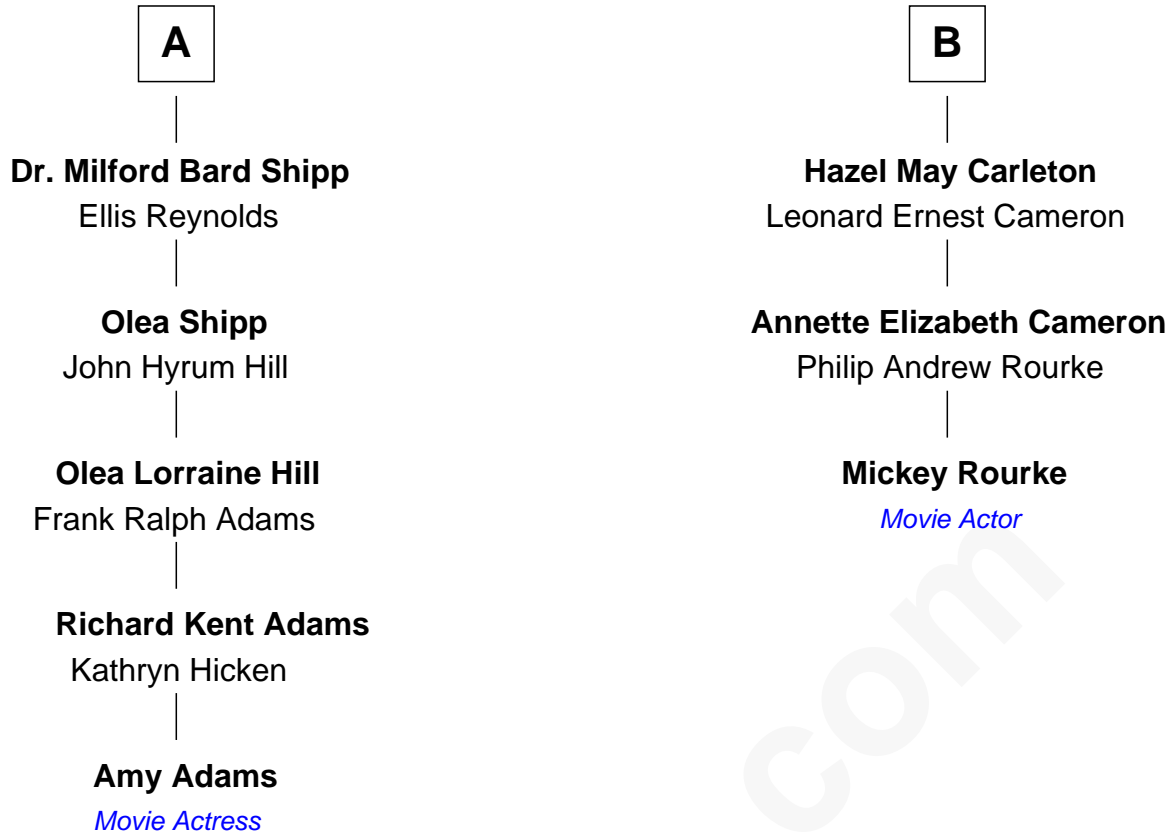 A
Dr. Milford Bard Shipp
Ellis Reynolds
Olea Shipp
John Hyrum Hill
Olea Lorraine Hill
Frank Ralph Adams
Richard Kent Adams
Kathryn Hicken
Amy Adams
Movie Actress
B
Hazel May Carleton
Leonard Ernest Cameron
Annette Elizabeth Cameron
Philip Andrew Rourke
Mickey Rourke
Movie Actor
com